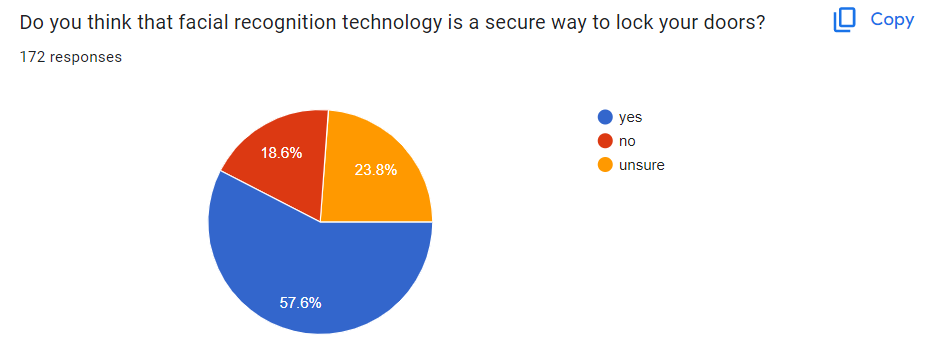 Do you think that facial recognition technology is a secure way to lock your doors?
Copy
172 responses
yes
no
unsure
18.6%
23.8%
57.6%